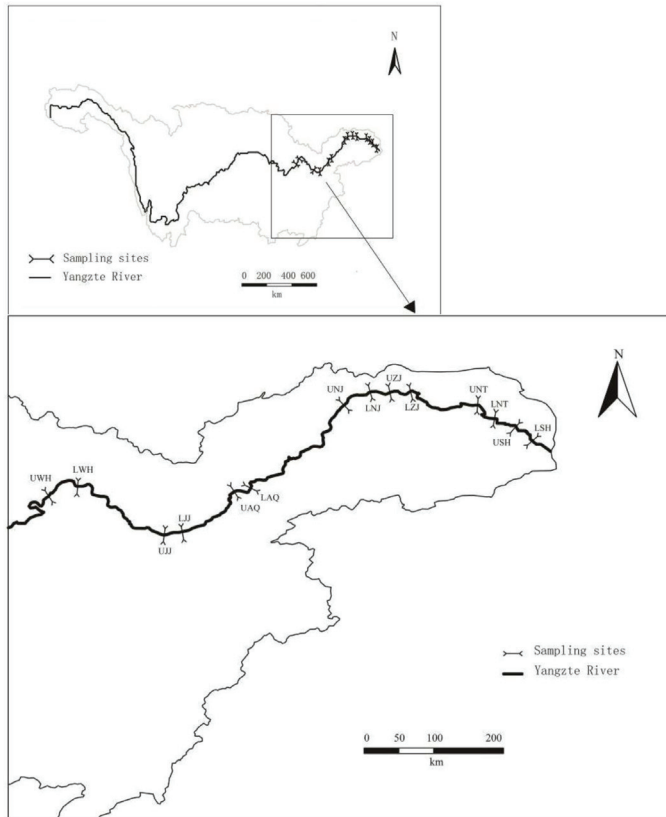 N
Sampling sites
Yangzte River
0 200 400 600
km
N
UNJ
UZJ
LNJ
LZJ
UNT
LNT
LSH
USH
UWH
LWH
LAQ
UAQ
LJJ
UJJ
Sampling sites
Yangzte River
0 50 100 200
km